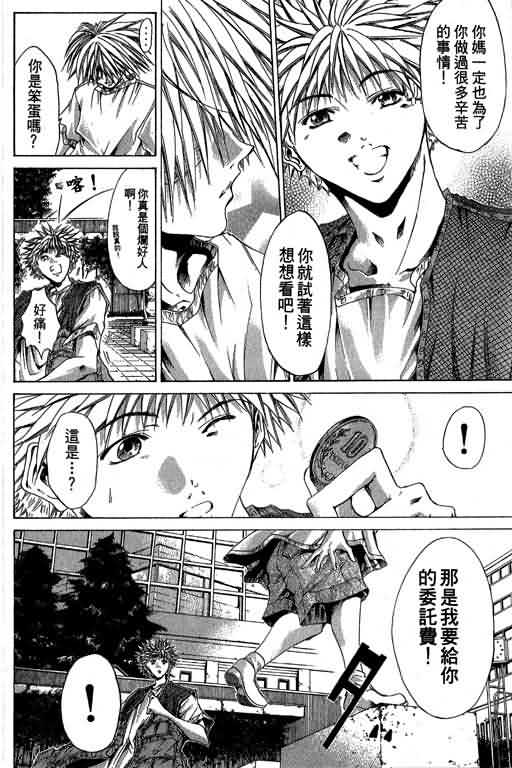 你媽一定也為了
你做過很多辛苦
的事情！
你就試著這樣
想想看吧！
‥‥
你是笨蛋嗎？
喀！
你真是個爛好人
啊！
好痛！
！
這是…？
10
那是我要給你
的委託費！
！